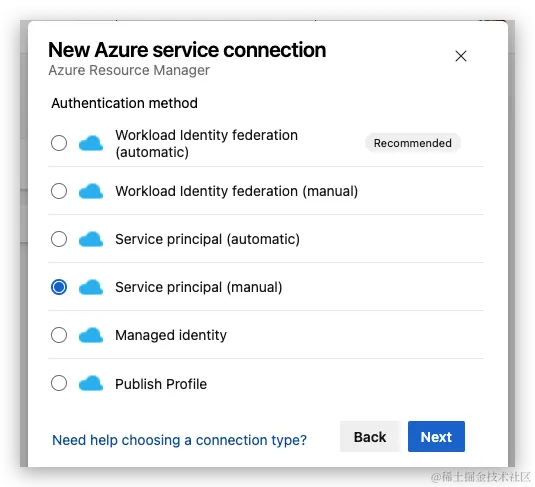 New Azure service connection
Azure Resource Manager
Authentication method
Workload Identity federation
(automatic)
Recommended
Workload Identity federation (manual)
Service principal (automatic)
Service principal (manual)
Managed identity
Publish Profile
Need help choosing a connection type?
Back
Next
@稀土掘金技术社区